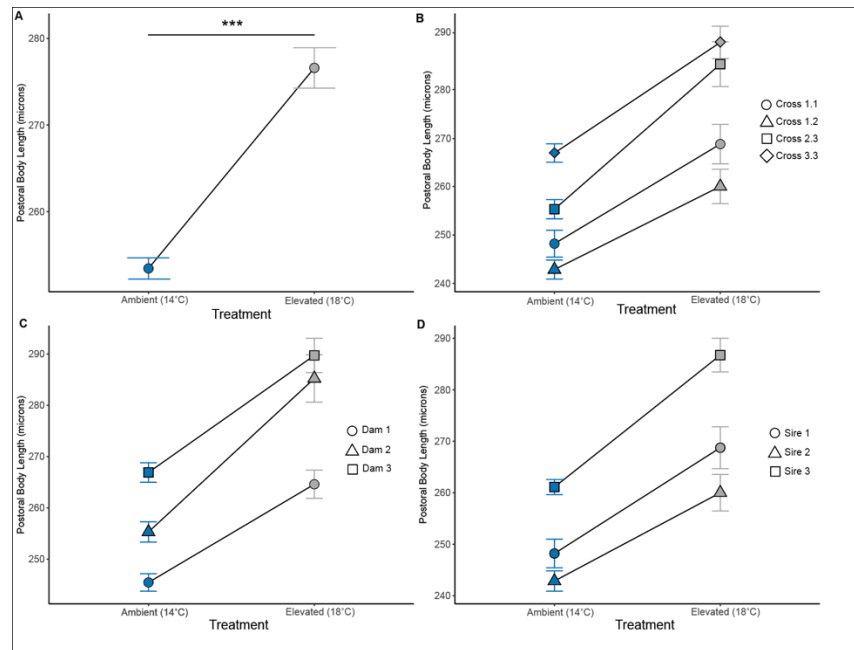 A
***
280
270
260
Postoral Body Length (microns)
Ambient (14°C)
Elevated (18°C)
Treatment
B
290
280
270
260
250
240
Postoral Body Length (microns)
Cross 1.1
Cross 1.2
Cross 2.3
Cross 3.3
Ambient (14°C)
Elevated (18°C)
Treatment
C
290
280
270
260
250
Postoral Body Length (microns)
Dam 1
Dam 2
Dam 3
Ambient (14°C)
Elevated (18°C)
Treatment
D
290
280
270
260
250
240
Postoral Body Length (microns)
Sire 1
Sire 2
Sire 3
Ambient (14°C)
Elevated (18°C)
Treatment